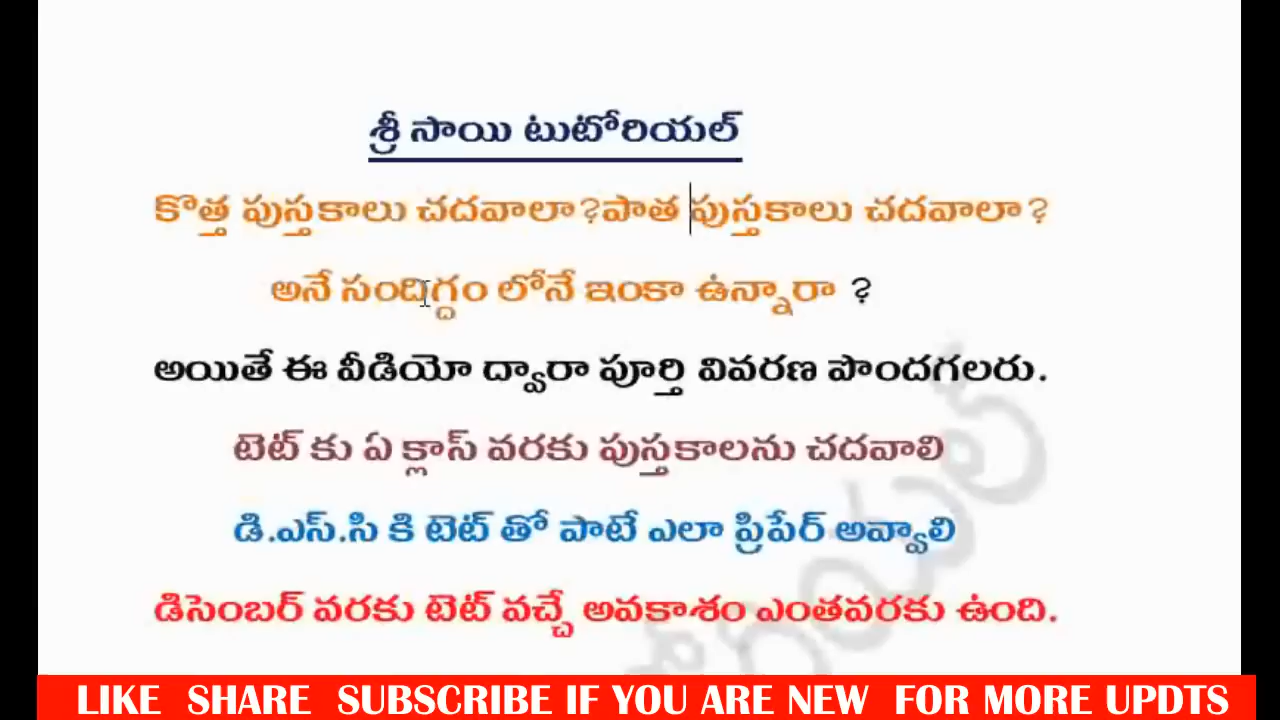 శ్రీ సాయి టుటోరియల్
కొత్త పుస్తకాలు చదవాలా?పాత పుస్తకాలు చదవాలా?
అనే సందిగ్దం లోనే ఇంకా ఉన్నారా ?
అయితే ఈ వీడియో ద్వారా పూర్తి వివరణ పొందగలరు.
టెట్ కు ఏ క్లాస్ వరకు పుస్తకాలను చదవాలి
డి.ఎస్.సి కి టెట్ తో పాటే ఎలా ప్రిపేర్ అవ్వాలి
డిసెంబర్ వరకు టెట్ వచ్చే అవకాశం ఎంతవరకు ఉంది.
LIKE SHARE SUBSCRIBE IF YOU ARE NEW FOR MORE UPDTS